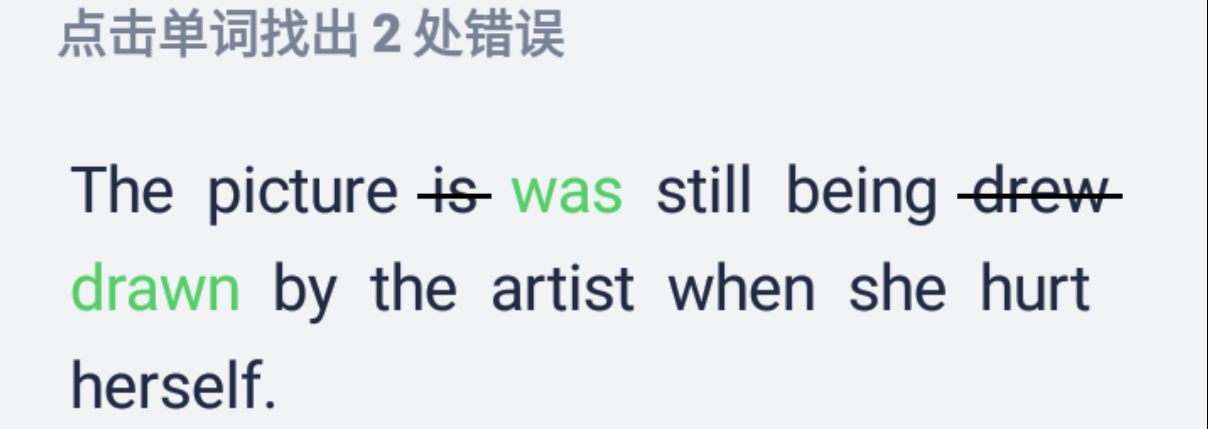 点击单词找出 2 处错误
The picture is was still being drew
drawn by the artist when she hurt
herself.